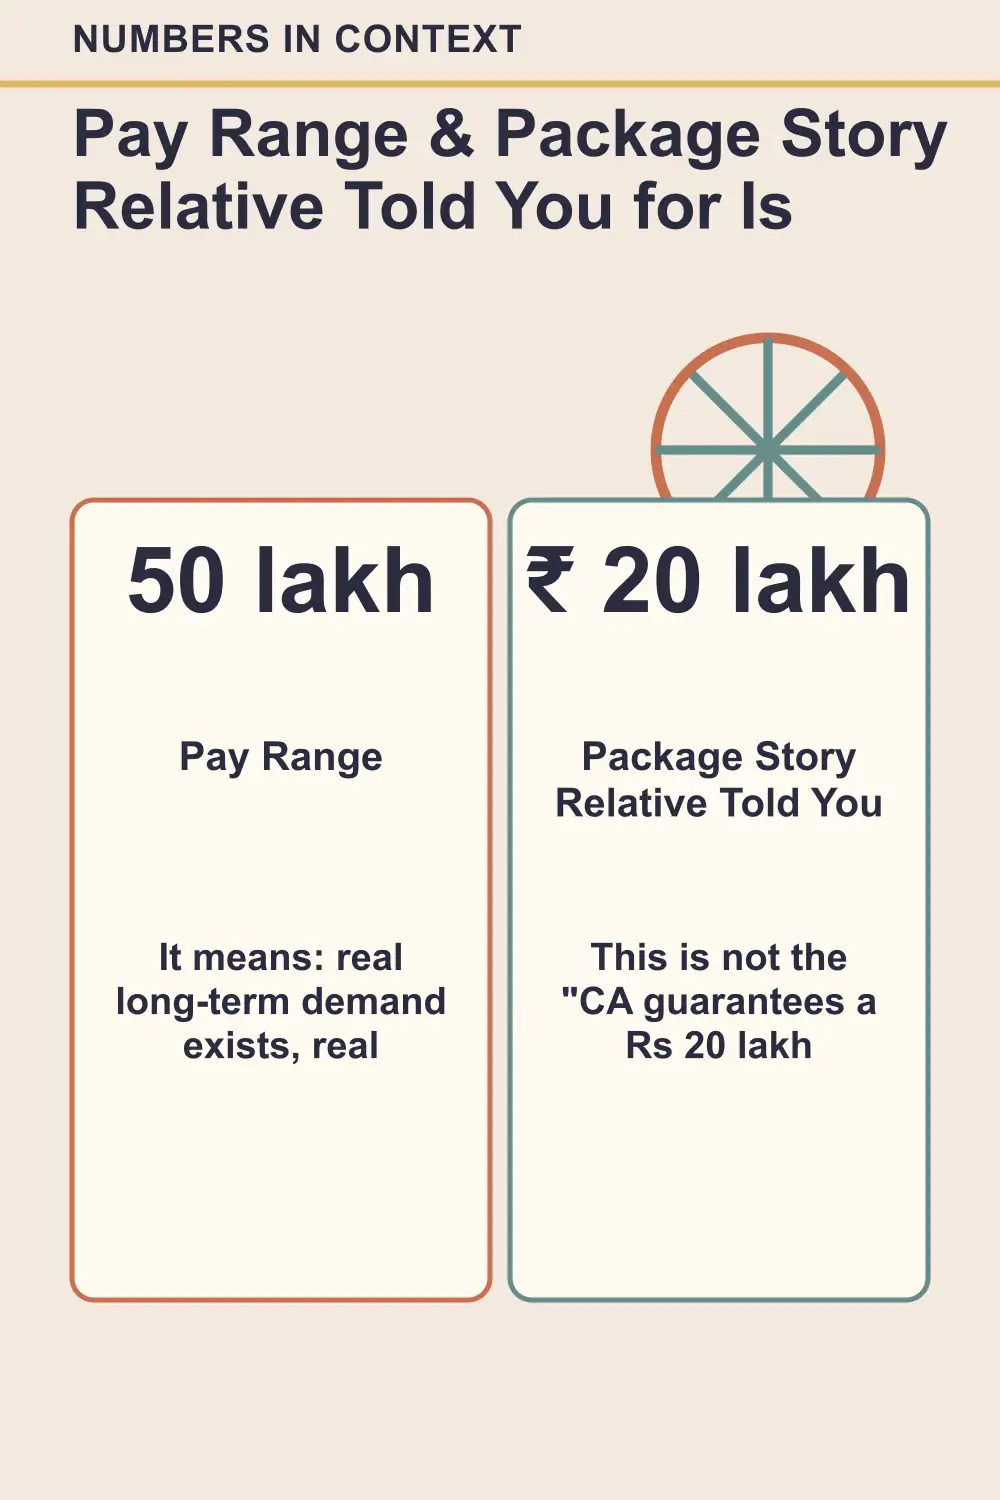 NUMBERS IN CONTEXT
Pay Range & Package Story
Relative Told You for Is
50 lakh
Pay Range
It means: real
long-term demand
exists, real
₹ 20 lakh
Package Story
Relative Told You
This is not the
"CA guarantees a
Rs 20 lakh